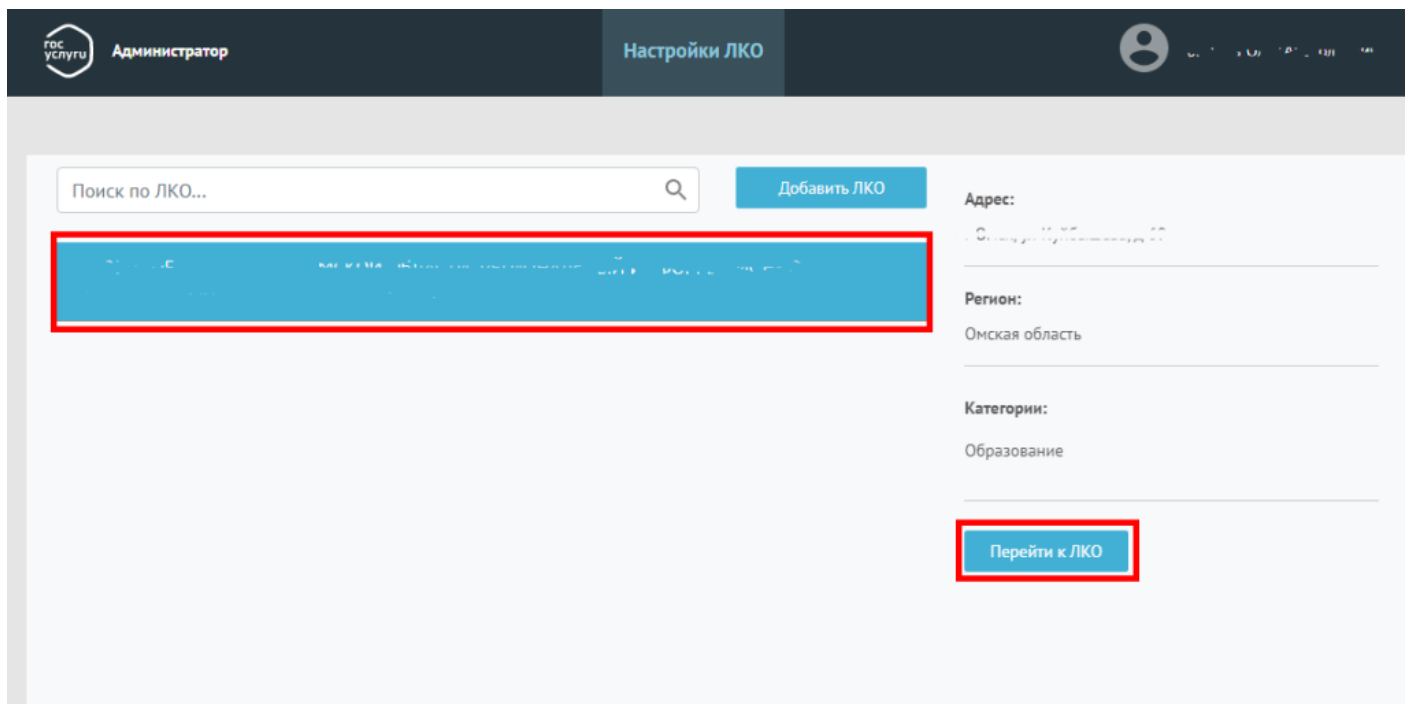 гос услуги
Администратор
Настройки ЛКО
Поиск по ЛКО...
Добавить ЛКО
Адрес:
Регион:
Омская область
Категории:
Образование
Перейти к ЛКО